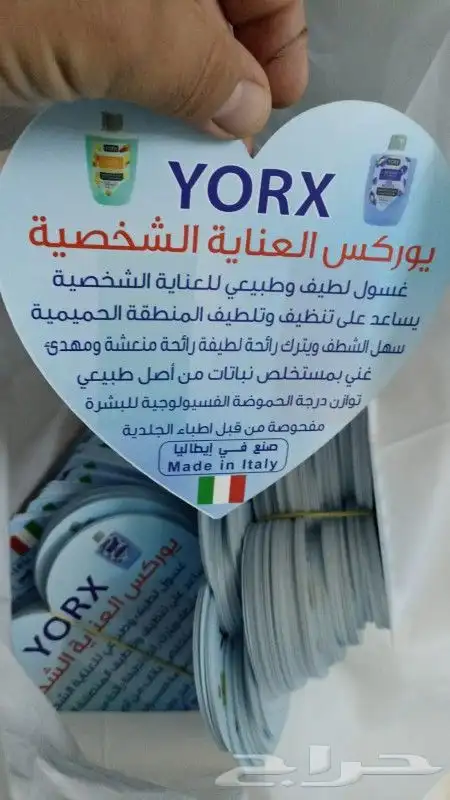 YORX
يوركس العناية الشخصية
غسول لطيف وطبيعي للعناية الشخصية
يساعد على تنظيف وتلطيف المنطقة الحميمية
سهل الشطف ويترك رائحة لطيفة رائحة منعشة ومهدئ
غني بمستخلص نباتات من أصل طبيعي
توازن درجة الحموضة الفسيولوجية للبشرة
مفحوصة من قبل اطباء الجلدية
صنع في إيطاليا
Made in Italy
YORX
يوركس العناية الشخ
حراج